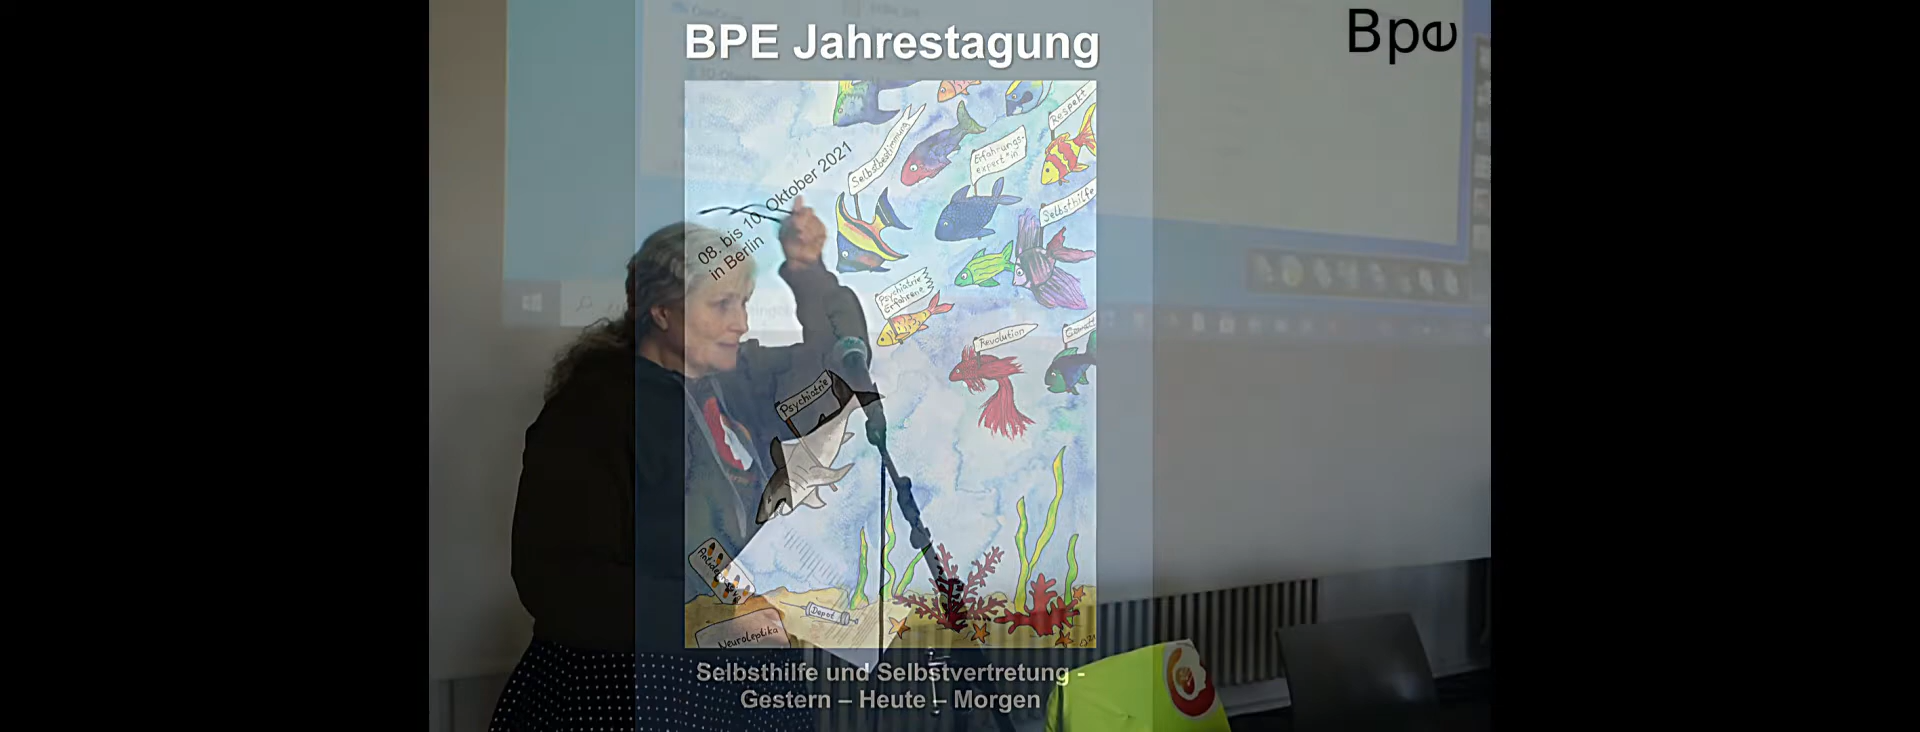 BPE Jahrestagung
Bpe
08. bis 10. Oktober 2021
in Berlin
Selbstbestimmung
Respekt
Erfahrungs-
expert*in
Selbsthilfe
Psychiatrie
erfahrene
Revolution
Psychiatrie
Depot
Neuroleptika
Selbsthilfe und Selbstvertretung -
Gestern – Heute – Morgen